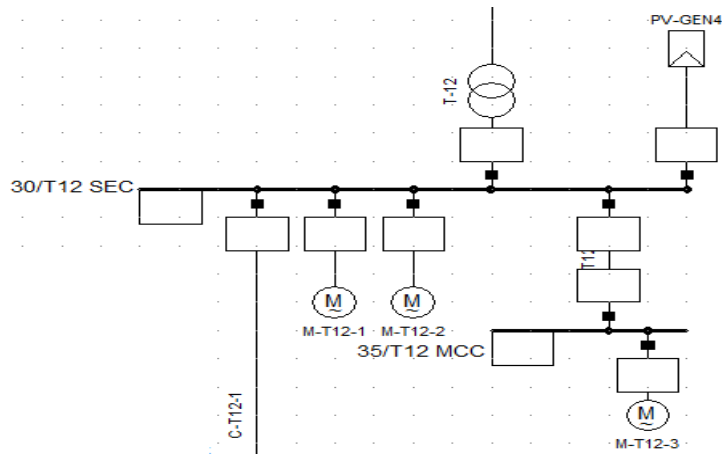 PV-GEN4
T-12
30/T12 SEC
M
~
M
~
M-T12-1
M-T12-2
35/T12 MCC
C-T12-1
M
~
M-T12-3